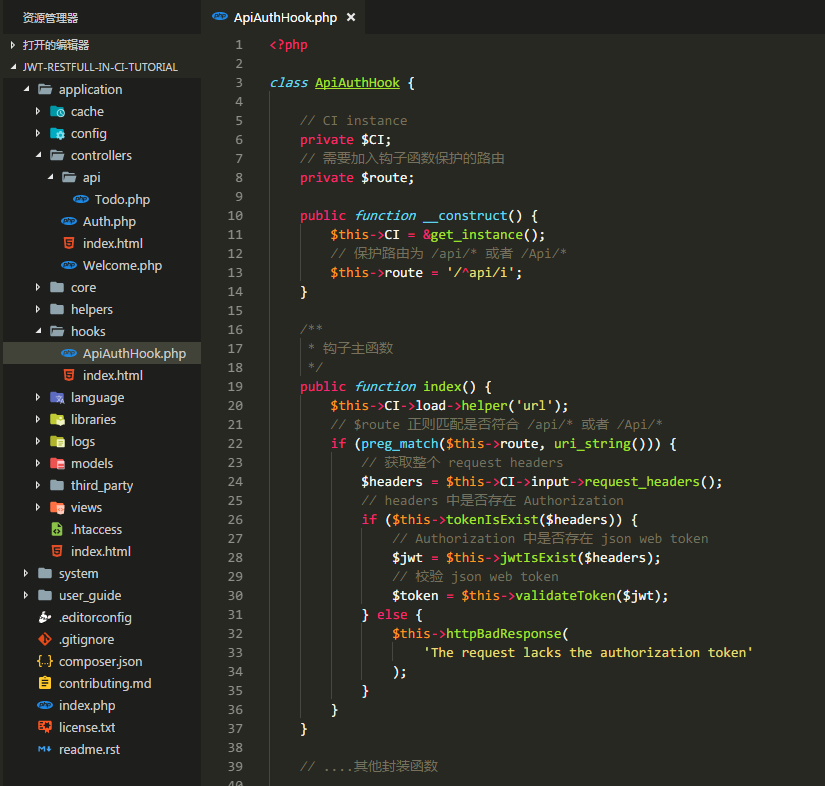 资源管理器
打开的编辑器
JWT-RESTFULL-IN-CI-TUTORIAL
application
cache
config
controllers
api
Todo.php
Auth.php
index.html
Welcome.php
core
helpers
hooks
ApiAuthHook.php
index.html
language
libraries
logs
models
third_party
views
.htaccess
index.html
system
user_guide
.editorconfig
.gitignore
composer.json
contributing.md
index.php
license.txt
readme.rst
ApiAuthHook.php ×
1 <?php
2
3 class ApiAuthHook {
4
5 // CI instance
6 private $CI;
7 // 需要加入钩子函数保护的路由
8 private $route;
9
10 public function __construct() {
11 $this->CI = &get_instance();
12 // 保护路由为 /api/* 或者 /Api/*
13 $this->route = '/^api/i';
14 }
15
16 /**
17 * 钩子主函数
18 */
19 public function index() {
20 $this->CI->load->helper('url');
21 // $route 正则匹配是否符合 /api/* 或者 /Api/*
22 if (preg_match($this->route, uri_string())) {
23 // 获取整个 request headers
24 $headers = $this->CI->input->request_headers();
25 // headers 中是否存在 Authorization
26 if ($this->tokenIsExist($headers)) {
27 // Authorization 中是否存在 json web token
28 $jwt = $this->jwtIsExist($headers);
29 // 校验 json web token
30 $token = $this->validateToken($jwt);
31 } else {
32 $this->httpBadResponse(
33 'The request lacks the authorization token'
34 );
35 }
36 }
37 }
38
39 // ....其他封装函数
40